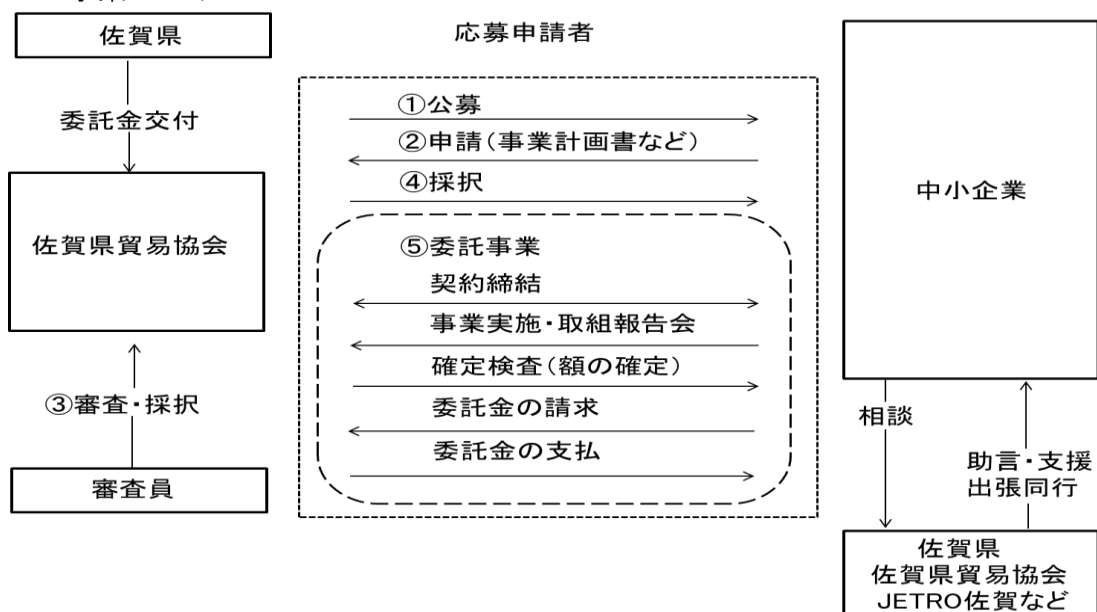 佐賀県
応募申請者
委託金交付
①公募
②申請(事業計画書など)
④採択
中小企業
佐賀県貿易協会
⑤委託事業
契約締結
事業実施・取組報告会
確定検査(額の確定)
③審査・採択
委託金の請求
相談
委託金の支払
助言・支援
出張同行
審査員
佐賀県
佐賀県貿易協会
JETRO佐賀など